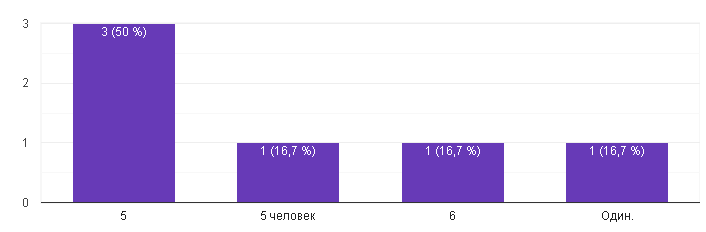 3
2
1
0
3 (50 %)
1 (16,7 %)
1 (16,7 %)
1 (16,7 %)
5
5 человек
6
Один.